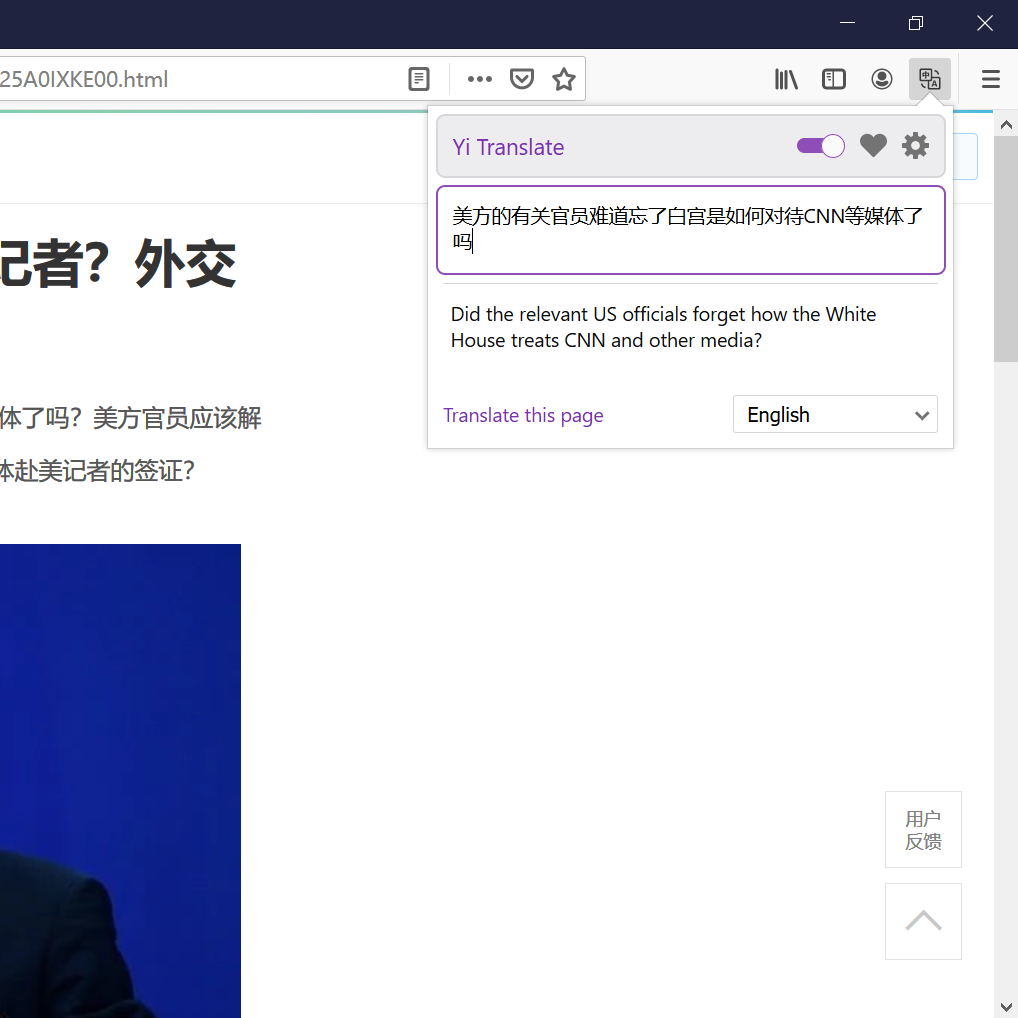 25A0IXKE00.html
Yi Translate
美方的有关官员难道忘了白宫是如何对待CNN等媒体了
吗
Did the relevant US officials forget how the White
House treats CNN and other media?
Translate this page
English
记者？外交
体了吗？美方官员应该解
体赴美记者的签证？
用户
反馈